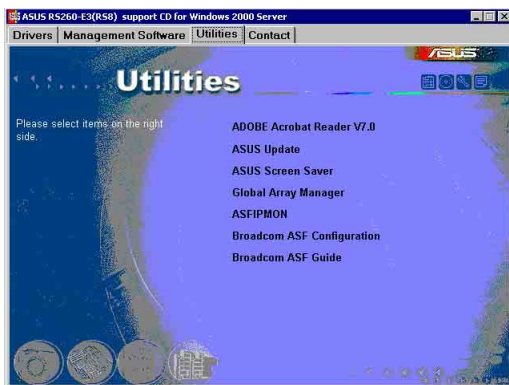 ASUS RS260-E3(RS8) support CD for Windows 2000 Server
Drivers Management Software Utilities Contact
ASUS
Utilities
Please select items on the right
side.
ADOBE Acrobat Reader V7.0
ASUS Update
ASUS Screen Saver
Global Array Manager
ASFIPMON
Broadcom ASF Configuration
Broadcom ASF Guide